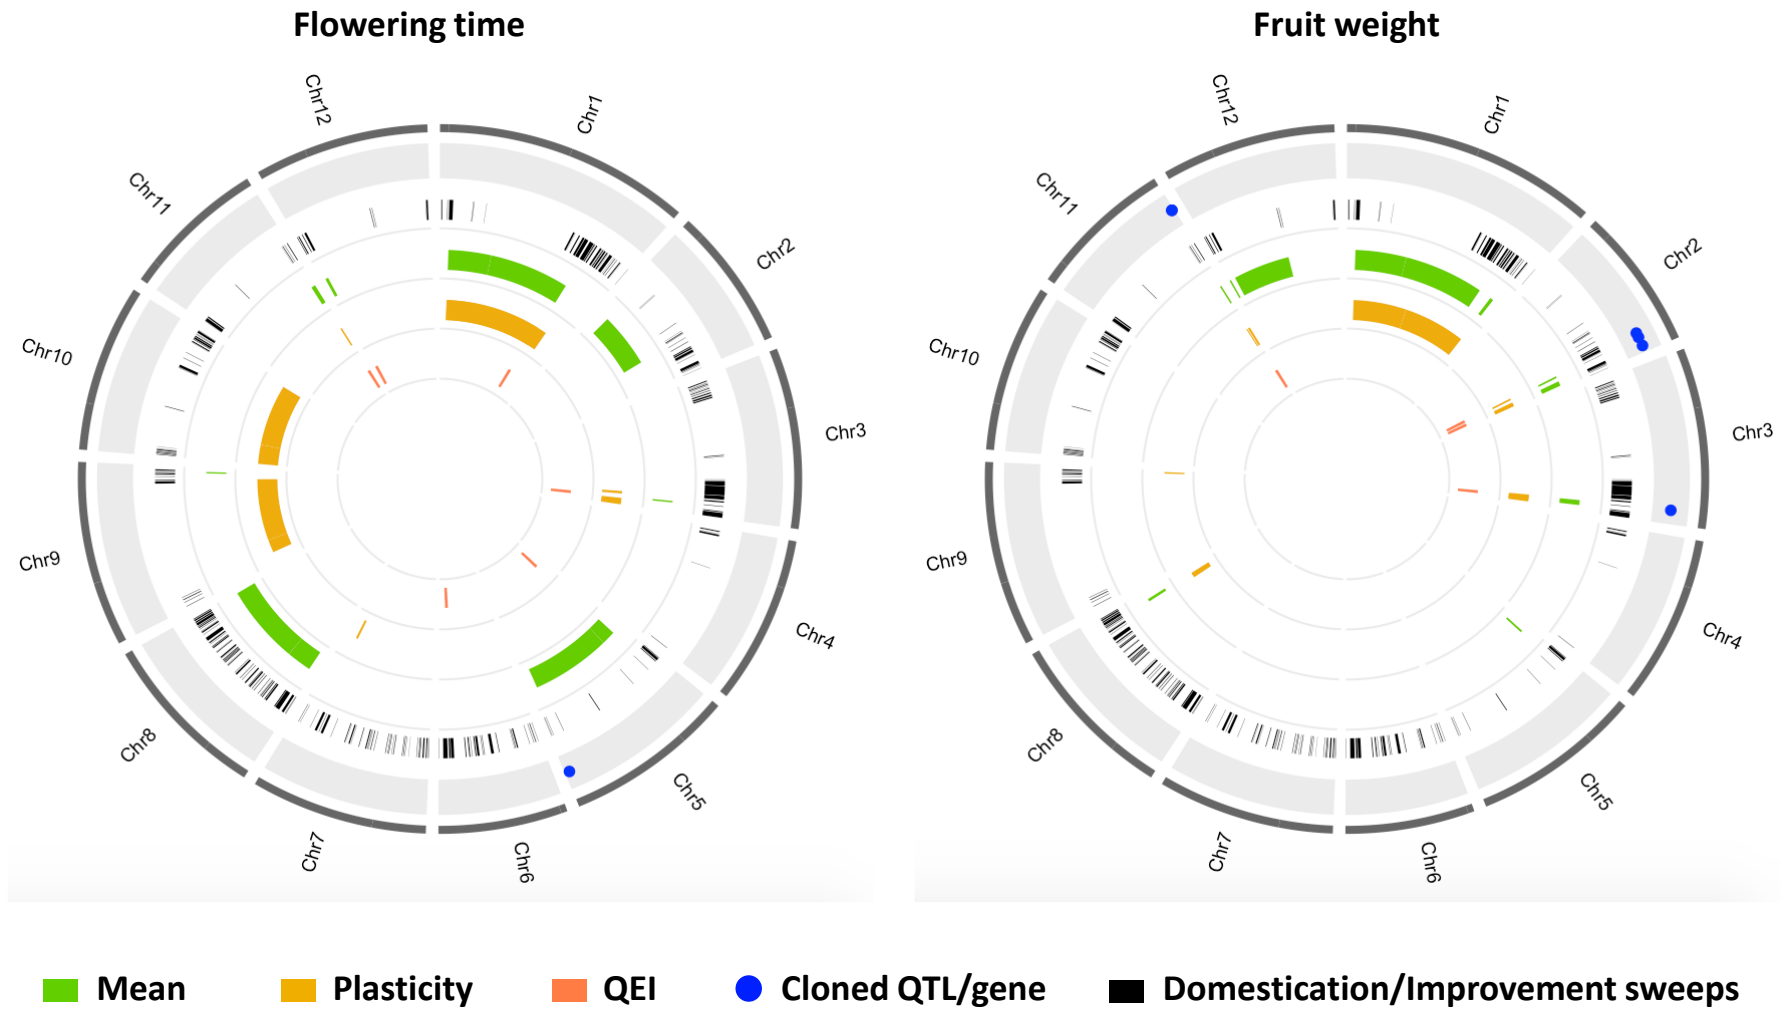 Flowering time
Fruit weight
Chr1
Chr2
Chr3
Chr4
Chr5
Chr6
Chr7
Chr8
Chr9
Chr10
Chr11
Chr12
Chr1
Chr2
Chr3
Chr4
Chr5
Chr6
Chr7
Chr8
Chr9
Chr10
Chr11
Chr12
Mean
Plasticity
QEI
Cloned QTL/gene
Domestication/Improvement sweeps